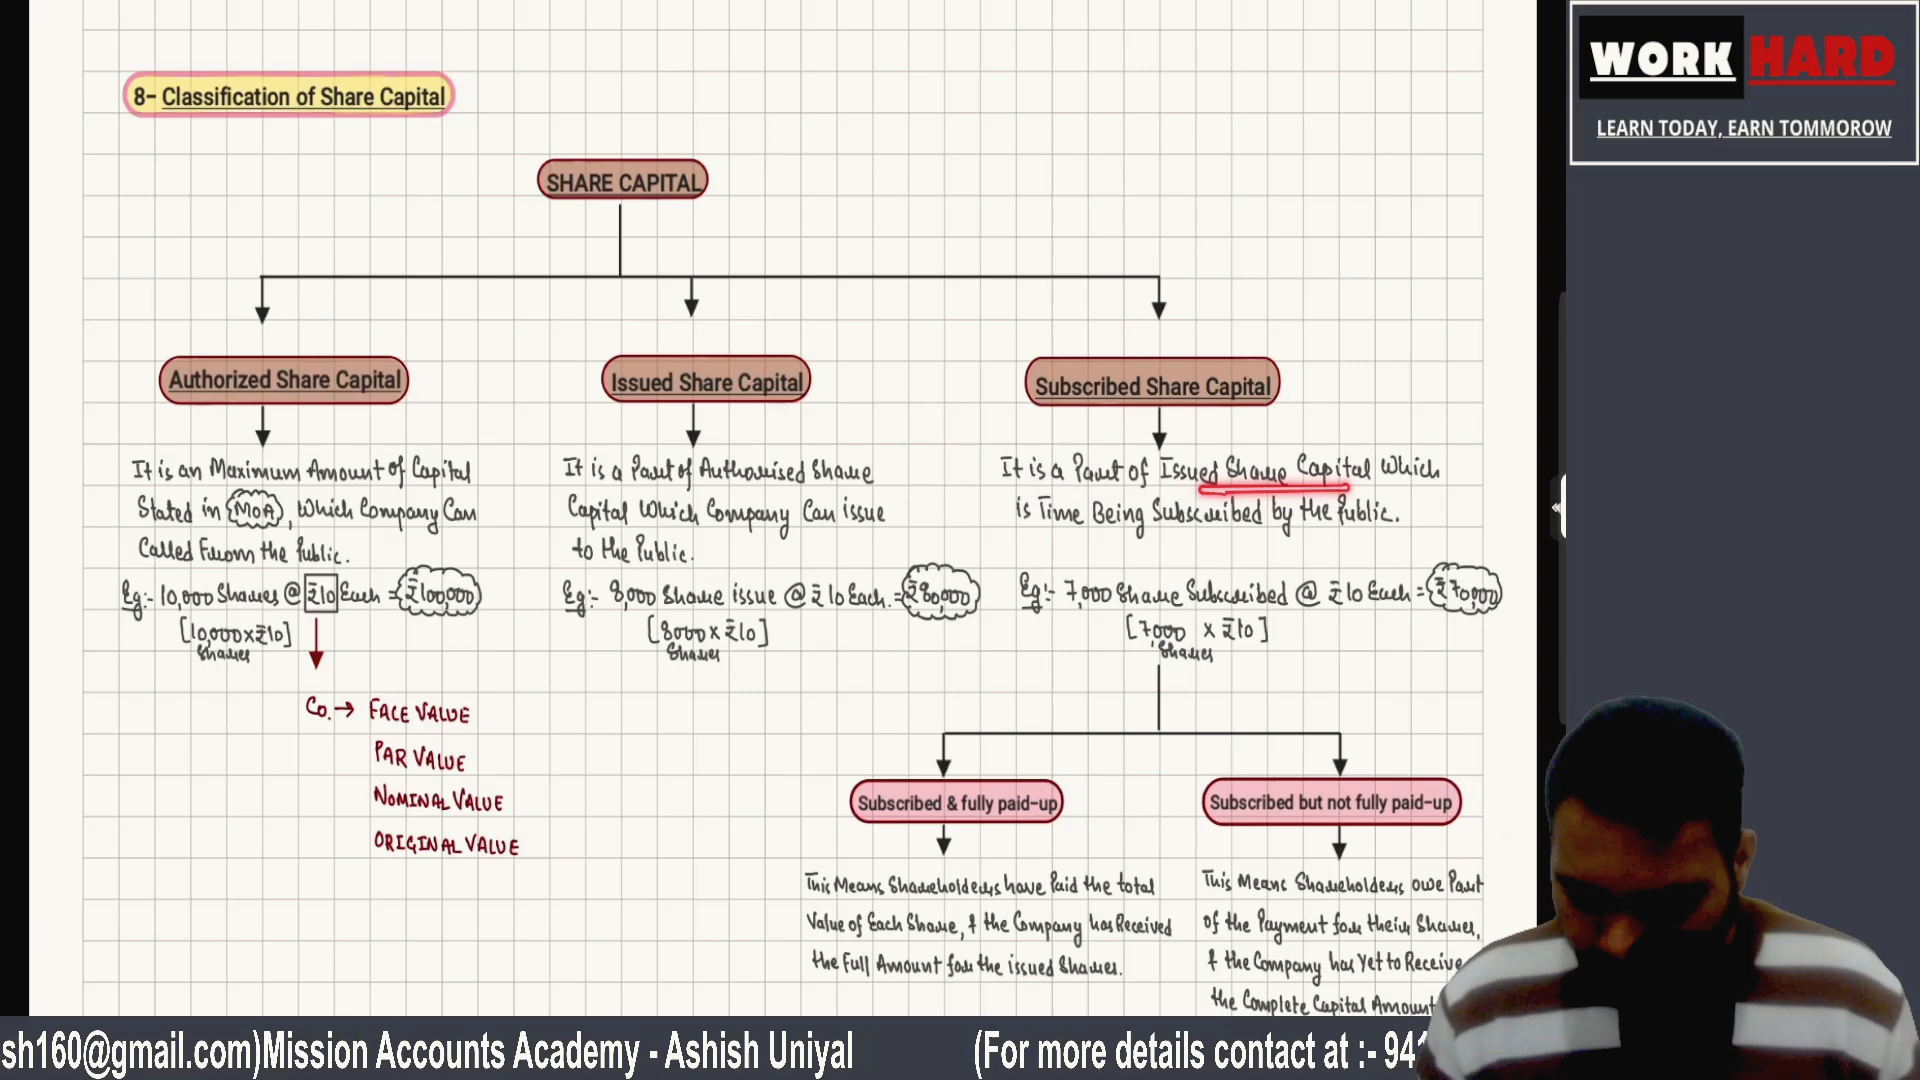 WORK HARD
LEARN TODAY, EARN TOMMOROW
8- Classification of Share Capital
SHARE CAPITAL
Authorized Share Capital
It is an Maximum Amount of Capital
Stated in MoA, Which Company Can
Called From the Public.
Eg:- 10,000 Shares @ ₹10 Each = ₹100,000
[10,000 x ₹10]
Shares
Co. → FACE VALUE
PAR VALUE
NOMINAL VALUE
ORIGINAL VALUE
Issued Share Capital
It is a Part of Authorised Share
Capital Which Company Can issue
to the Public.
Eg:- 8,000 Share issue @ ₹10 Each. = ₹80,000
[8000 x ₹10]
Shares
Subscribed Share Capital
It is a Part of Issued Share Capital Which
is Time Being Subscribed by the Public.
Eg:- 7,000 Share Subscribed @ ₹10 Each = ₹70,000
[7,000 x ₹10]
Shares
Subscribed & fully paid-up
This Means Shareholders have Paid the total
Value of Each Share, & the Company has Received
the Full Amount for the issued Shares.
Subscribed but not fully paid-up
This Means Shareholders owe Part
of the Payment for their Shares,
& the Company has Yet to Receive
the Complete Capital Amount
sh160@gmail.com)Mission Accounts Academy - Ashish Uniyal (For more details contact at :- 941